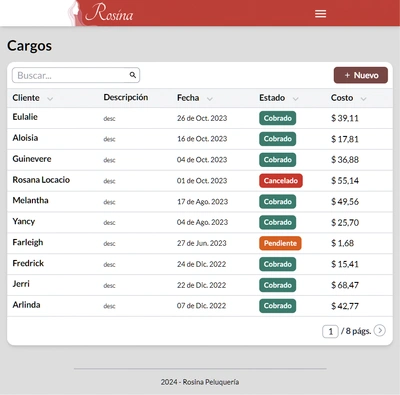 Rosina
Cargos
Buscar...
+ Nuevo
Cliente Descripción Fecha Estado Costo
Eulalie desc 26 de Oct. 2023 Cobrado $ 39,11
Aloisia desc 16 de Oct. 2023 Cobrado $ 17,81
Guinevere desc 04 de Oct. 2023 Cobrado $ 36,88
Rosana Locacio desc 01 de Oct. 2023 Cancelado $ 55,14
Melantha desc 17 de Ago. 2023 Cobrado $ 49,56
Yancy desc 04 de Ago. 2023 Cobrado $ 25,70
Farleigh desc 27 de Jun. 2023 Pendiente $ 1,68
Fredrick desc 24 de Dic. 2022 Cobrado $ 15,41
Jerri desc 22 de Dic. 2022 Cobrado $ 68,47
Arlinda desc 07 de Dic. 2022 Cobrado $ 42,77
1 / 8 págs.
2024 - Rosina Peluquería